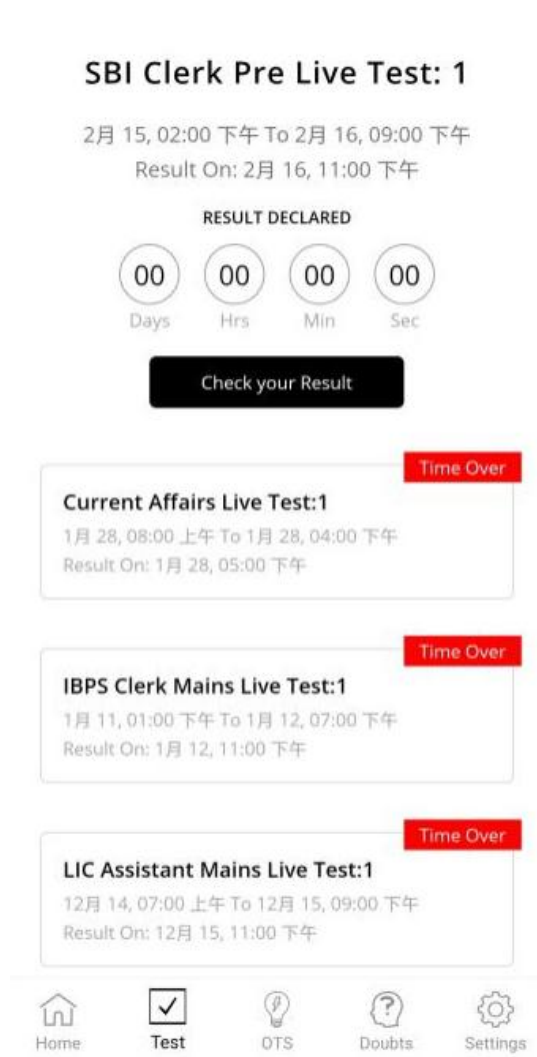 SBI Clerk Pre Live Test: 1
2月 15, 02:00 下午 To 2月 16, 09:00 下午
Result On: 2月 16, 11:00 下午
RESULT DECLARED
00 00 00 00
Days Hrs Min Sec
Check your Result
Time Over
Current Affairs Live Test:1
1月 28, 08:00 上午 To 1月 28, 04:00 下午
Result On: 1月 28, 05:00 下午
Time Over
IBPS Clerk Mains Live Test:1
1月 11, 01:00 下午 To 1月 12, 07:00 下午
Result On: 1月 12, 11:00 下午
Time Over
LIC Assistant Mains Live Test:1
12月 14, 07:00 上午 To 12月 15, 09:00 下午
Result On: 12月 15, 11:00 下午
Home Test OTS Doubts Settings